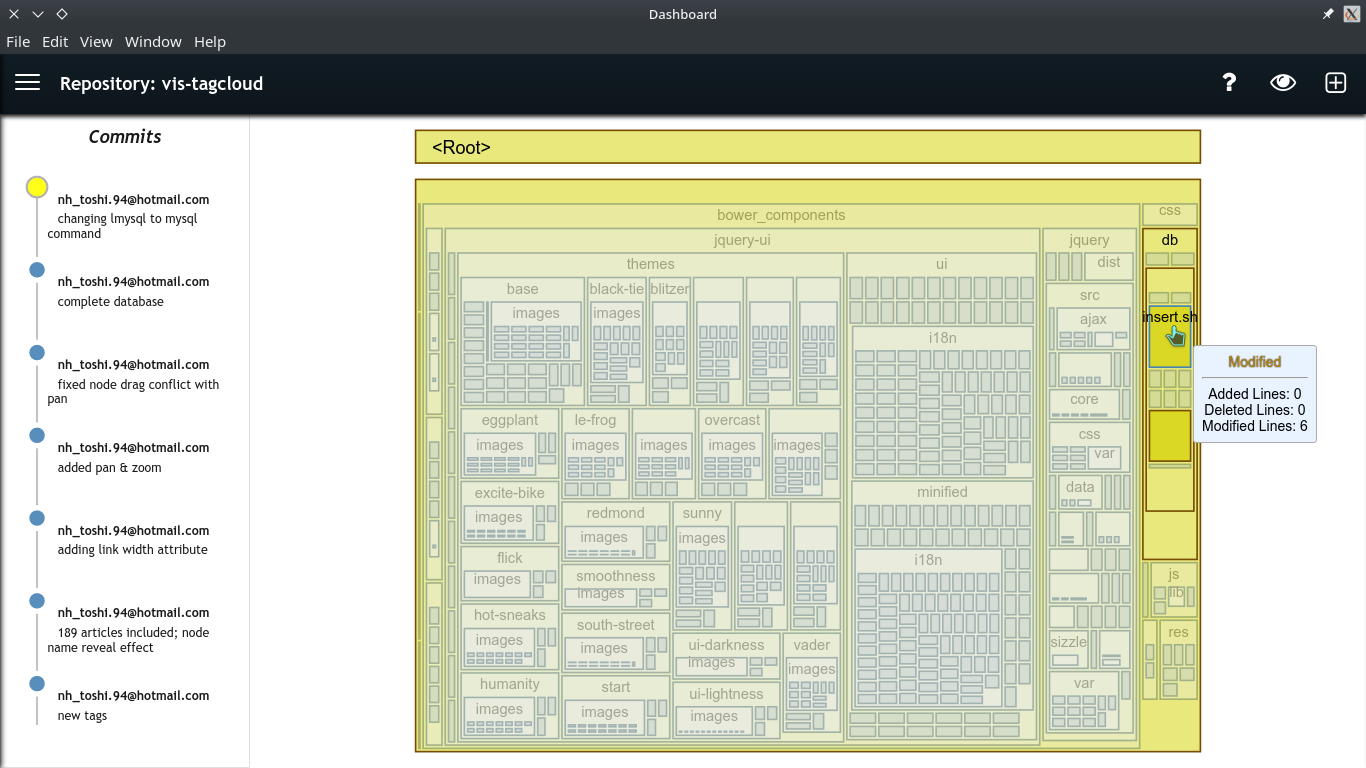 Dashboard
File Edit View Window Help
Repository: vis-tagcloud
?
Commits
nh_toshi.94@hotmail.com
changing lmysql to mysql
command
nh_toshi.94@hotmail.com
complete database
nh_toshi.94@hotmail.com
fixed node drag conflict with
pan
nh_toshi.94@hotmail.com
added pan & zoom
nh_toshi.94@hotmail.com
adding link width attribute
nh_toshi.94@hotmail.com
189 articles included; node
name reveal effect
nh_toshi.94@hotmail.com
new tags
<Root>
bower_components
jquery-ui
themes
base
images
black-tie
images
blitzer
eggplant
images
le-frog
images
images
overcast
images
images
excite-bike
images
redmond
images
sunny
images
flick
images
smoothness
images
hot-sneaks
images
south-street
images
ui-darkness
images
vader
images
humanity
images
start
images
ui-lightness
images
ui
i18n
minified
i18n
jquery
dist
src
ajax
core
css
var
data
sizzle
var
css
db
insert.sh
js
lib
res
Modified
Added Lines: 0
Deleted Lines: 0
Modified Lines: 6